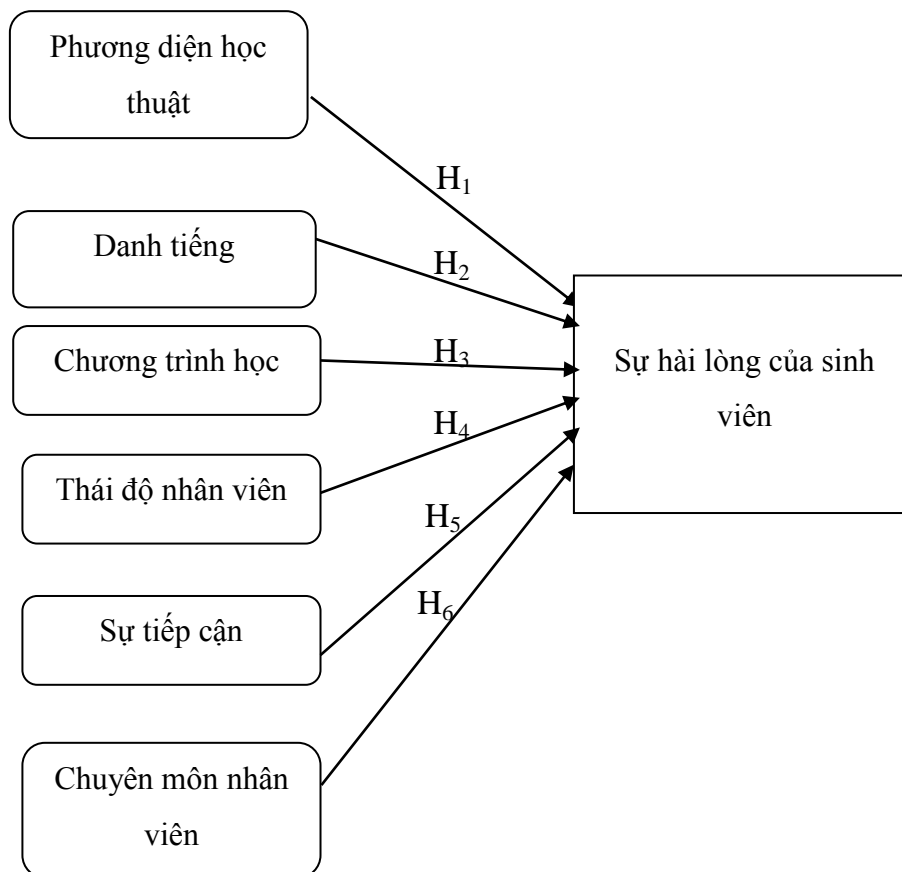 Phương diện học
thuật
H₁
Danh tiếng
H₂
Chương trình học
H₃
Sự hài lòng của sinh
viên
H₄
Thái độ nhân viên
H₅
Sự tiếp cận
H₆
Chuyên môn nhân
viên